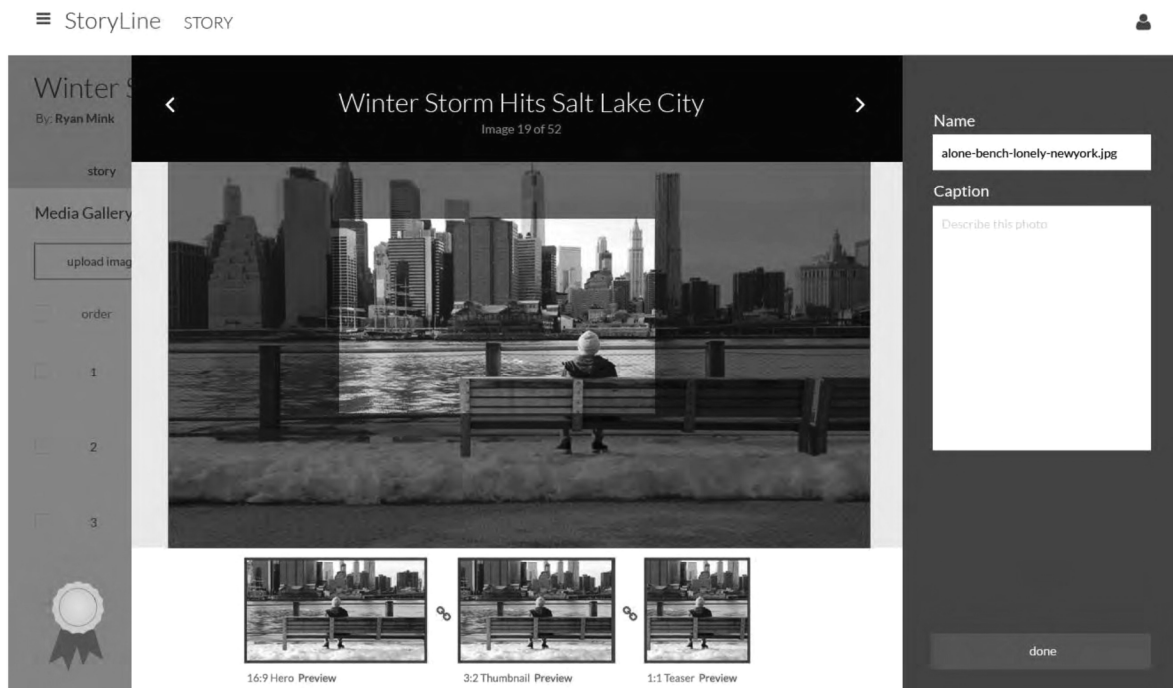 StoryLine STORY
Winter S
By: Ryan Mink
story
Media Gallery
upload imag
order
1
2
3
Winter Storm Hits Salt Lake City
Image 19 of 52
16:9 Hero Preview
3:2 Thumbnail Preview
1:1 Teaser Preview
Name
alone-bench-lonely-newyork.jpg
Caption
Describe this photo
done